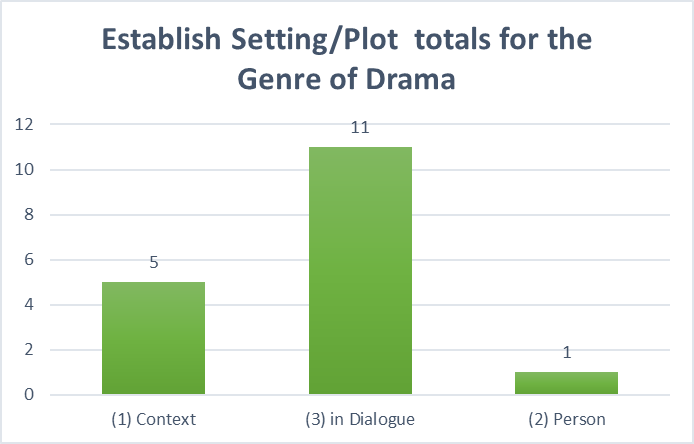 Establish Setting/Plot totals for the
Genre of Drama
12
11
10
8
6
5
4
2
1
0
(1) Context
(3) in Dialogue
(2) Person